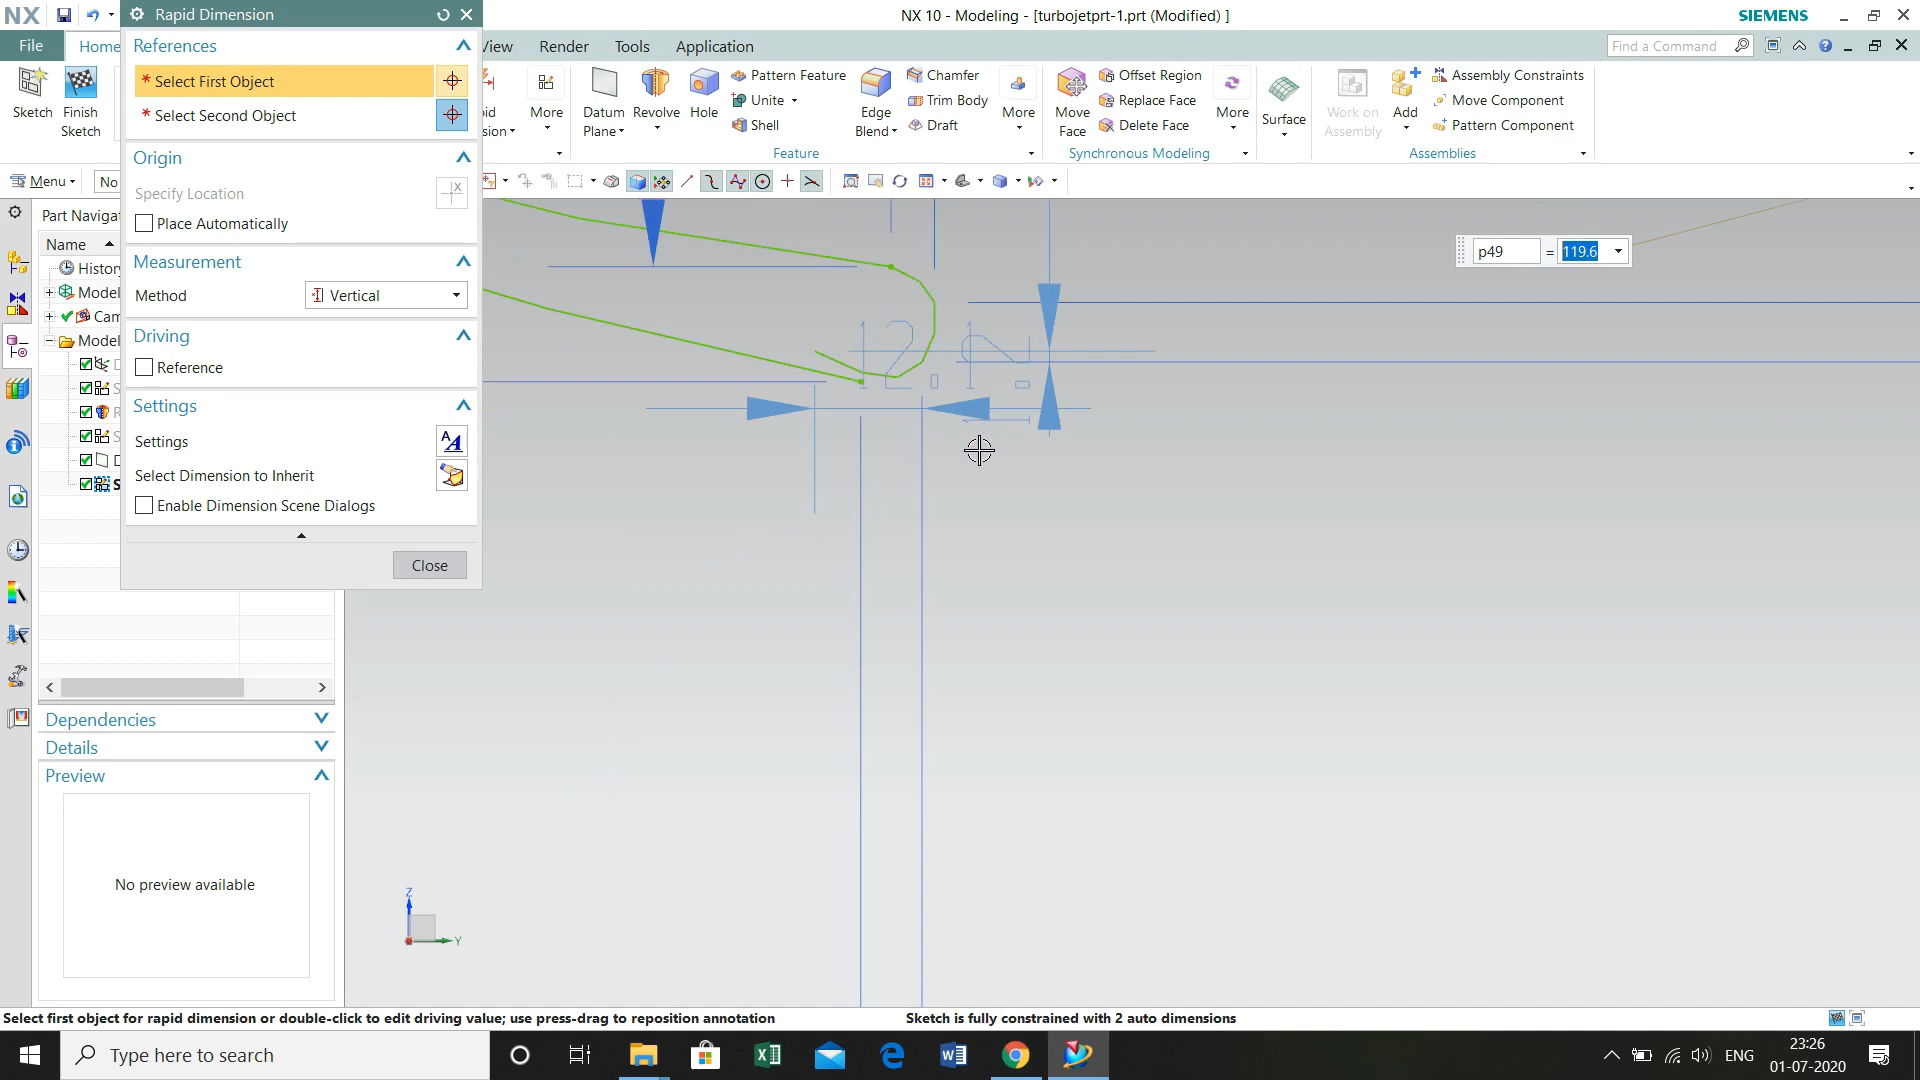 NX
Rapid Dimension
NX 10 - Modeling - [turbojetprt-1.prt (Modified) ]
SIEMENS
File
Home
View
Render
Tools
Application
Find a Command
References
* Select First Object
* Select Second Object
Origin
Specify Location
Place Automatically
Measurement
Method
Vertical
Driving
Reference
Settings
Settings
Select Dimension to Inherit
Enable Dimension Scene Dialogs
Close
Sketch
Finish
Sketch
More
Datum
Plane
Revolve
Hole
Pattern Feature
Unite
Shell
Edge
Blend
Chamfer
Trim Body
Draft
More
Feature
Move
Face
Offset Region
Replace Face
Delete Face
More
Synchronous Modeling
Surface
Work on
Assembly
Add
Assembly Constraints
Move Component
Pattern Component
Assemblies
Menu
No
Part Naviga
Name
History
Model
Cam
Model
S
Dependencies
Details
Preview
No preview available
p49 = 119.6
12.1
Z
Y
Select first object for rapid dimension or double-click to edit driving value; use press-drag to reposition annotation
Sketch is fully constrained with 2 auto dimensions
Type here to search
ENG
23:26
01-07-2020